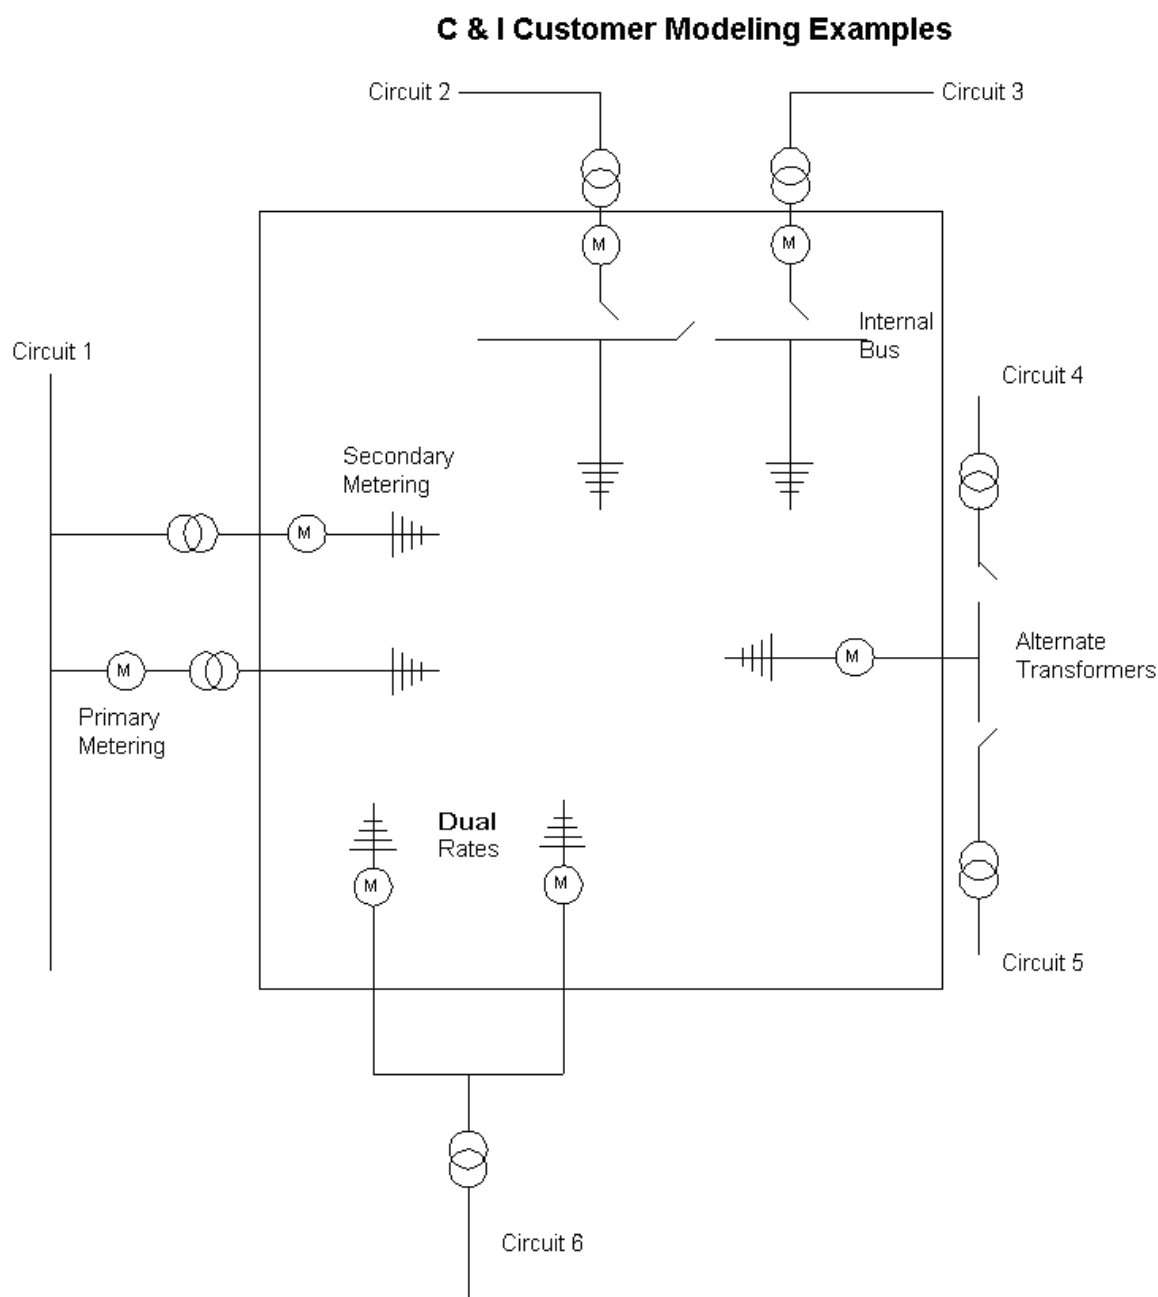 C & I Customer Modeling Examples
Circuit 2
Circuit 3
M
M
Internal
Bus
Circuit 1
Circuit 4
Secondary
Metering
M
M
Primary
Metering
M
Alternate
Transformers
Dual
Rates
M
M
Circuit 5
Circuit 6